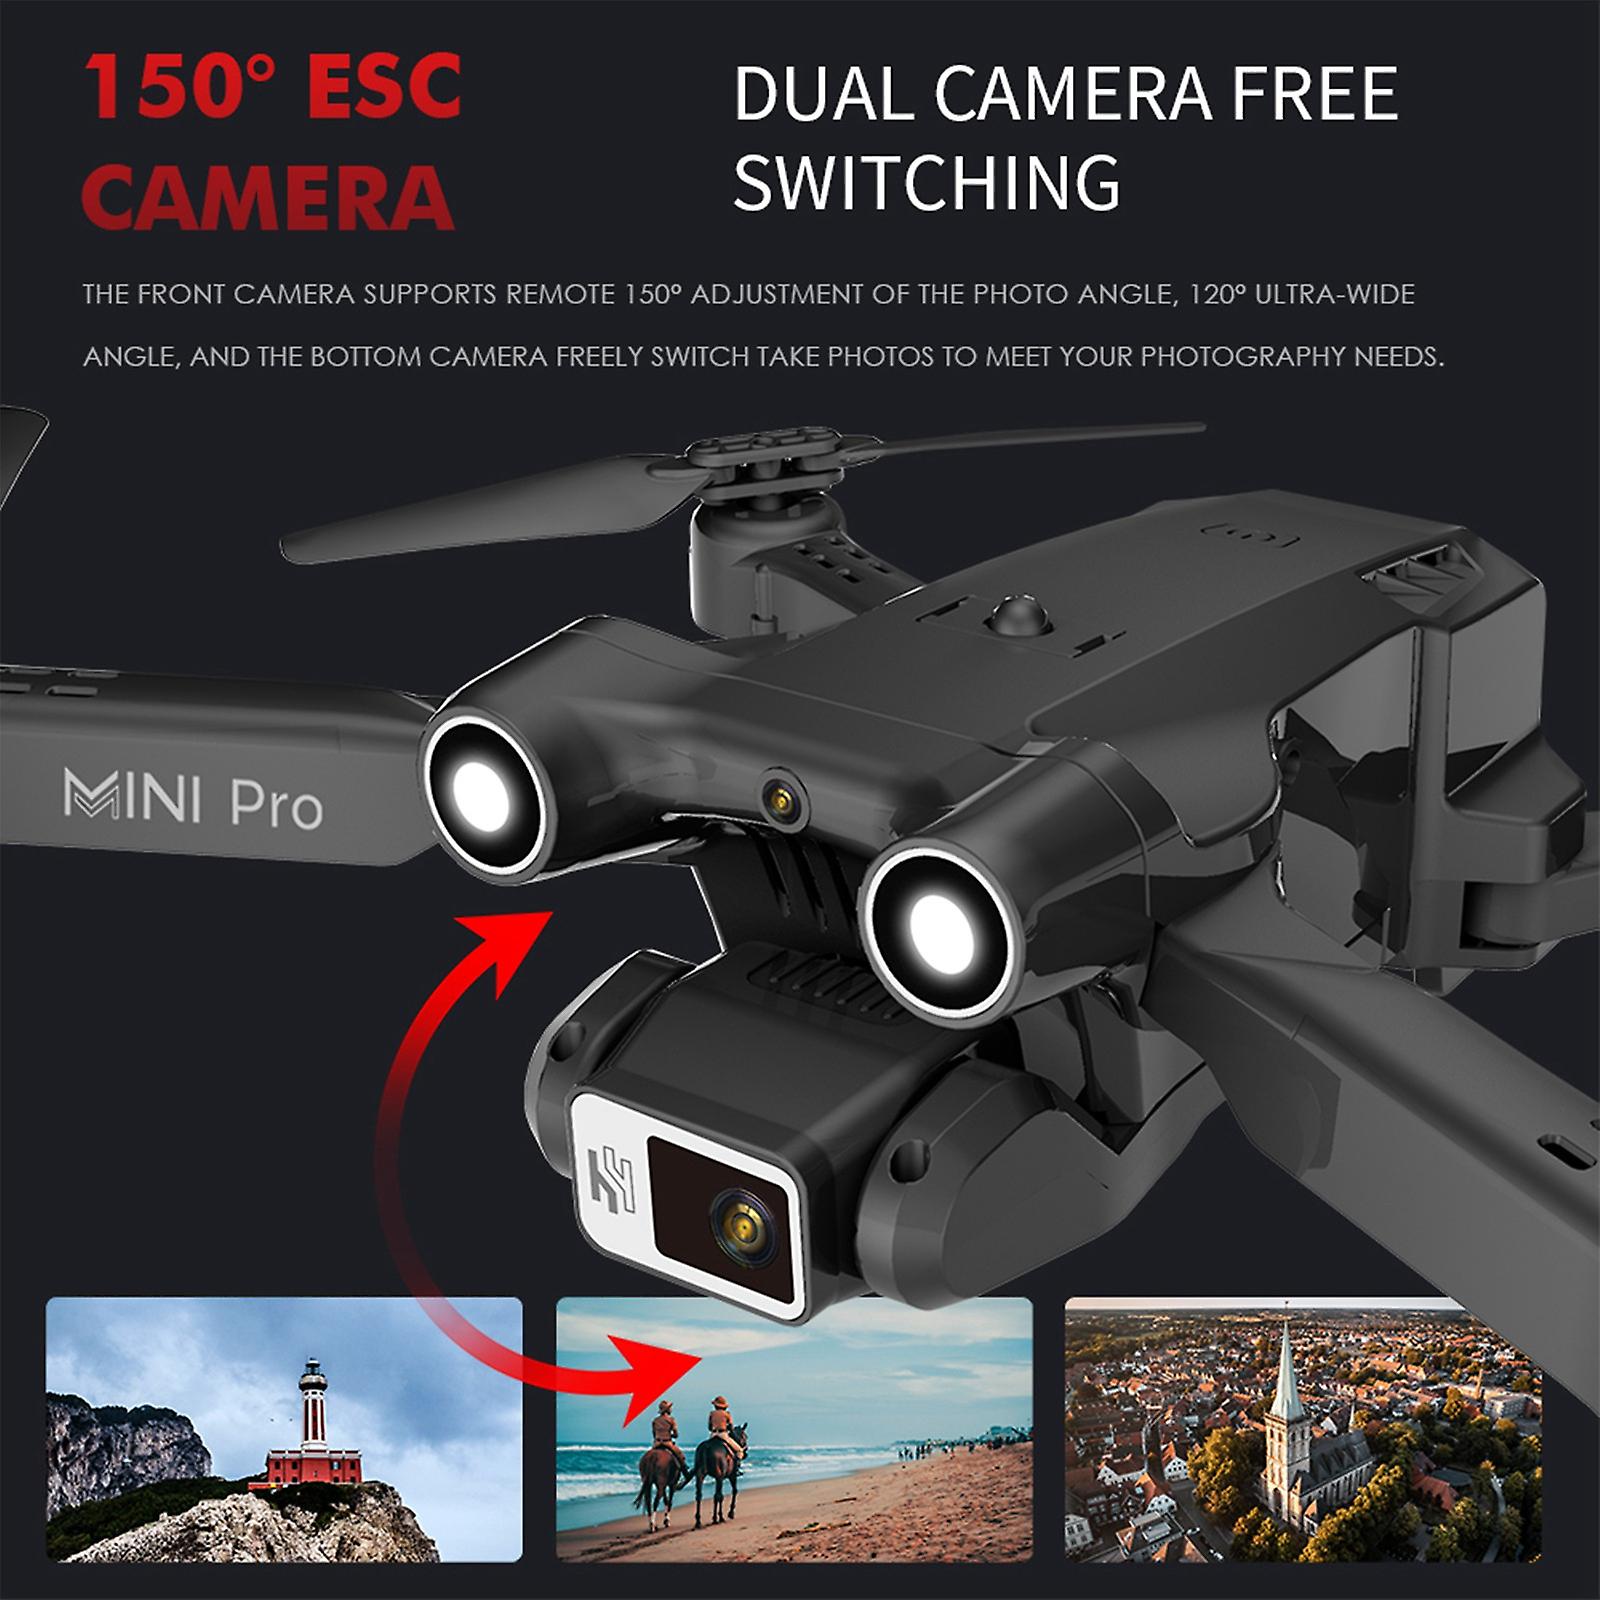 150° ESC
CAMERA
DUAL CAMERA FREE
SWITCHING
THE FRONT CAMERA SUPPORTS REMOTE 150° ADJUSTMENT OF THE PHOTO ANGLE, 120° ULTRA-WIDE
ANGLE, AND THE BOTTOM CAMERA FREELY SWITCH TAKE PHOTOS TO MEET YOUR PHOTOGRAPHY NEEDS.
MINI Pro